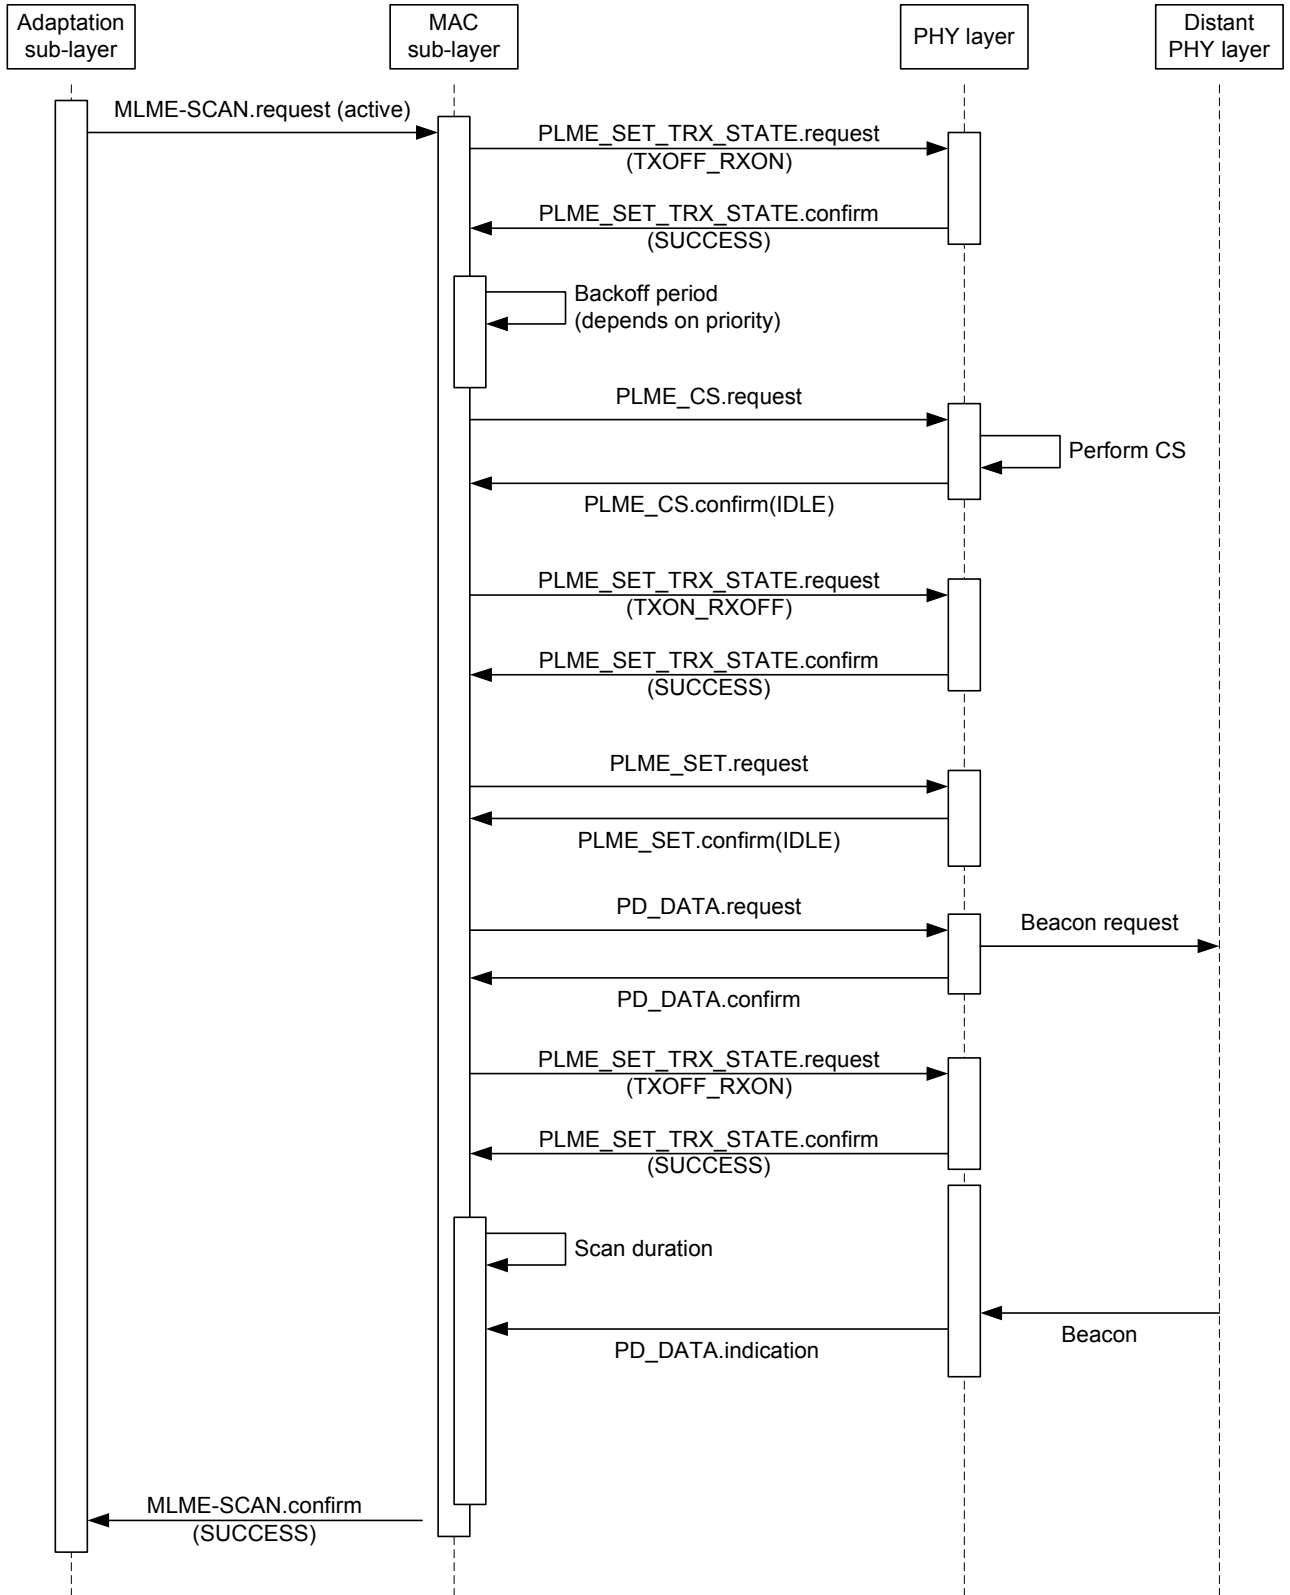 Adaptation
sub-layer
MAC
sub-layer
PHY layer
Distant
PHY layer
MLME-SCAN.request (active)
PLME_SET_TRX_STATE.request
(TXOFF_RXON)
PLME_SET_TRX_STATE.confirm
(SUCCESS)
Backoff period
(depends on priority)
PLME_CS.request
Perform CS
PLME_CS.confirm(IDLE)
PLME_SET_TRX_STATE.request
(TXON_RXOFF)
PLME_SET_TRX_STATE.confirm
(SUCCESS)
PLME_SET.request
PLME_SET.confirm(IDLE)
PD_DATA.request
Beacon request
PD_DATA.confirm
PLME_SET_TRX_STATE.request
(TXOFF_RXON)
PLME_SET_TRX_STATE.confirm
(SUCCESS)
Scan duration
Beacon
PD_DATA.indication
MLME-SCAN.confirm
(SUCCESS)